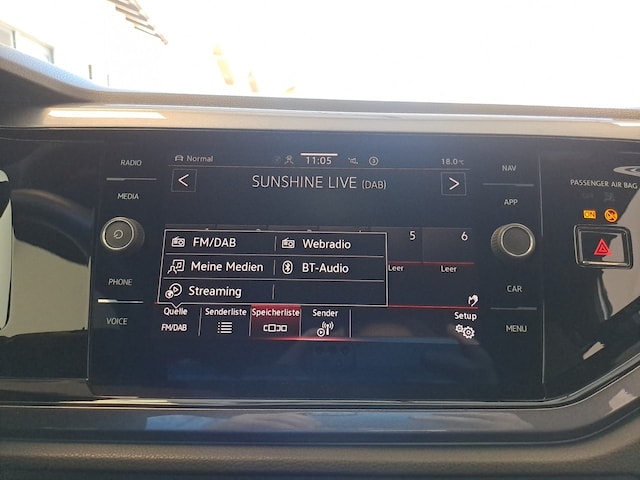 RADIO
Normal
11:05
18.0°C
NAV
MEDIA
SUNSHINE LIVE (DAB)
APP
PASSENGER AIR BAG
ON
FM/DAB
Webradio
5
6
Meine Medien
BT-Audio
Leer
Leer
Streaming
PHONE
CAR
Quelle
Senderliste
Speicherliste
Sender
Setup
VOICE
FM/DAB
MENU